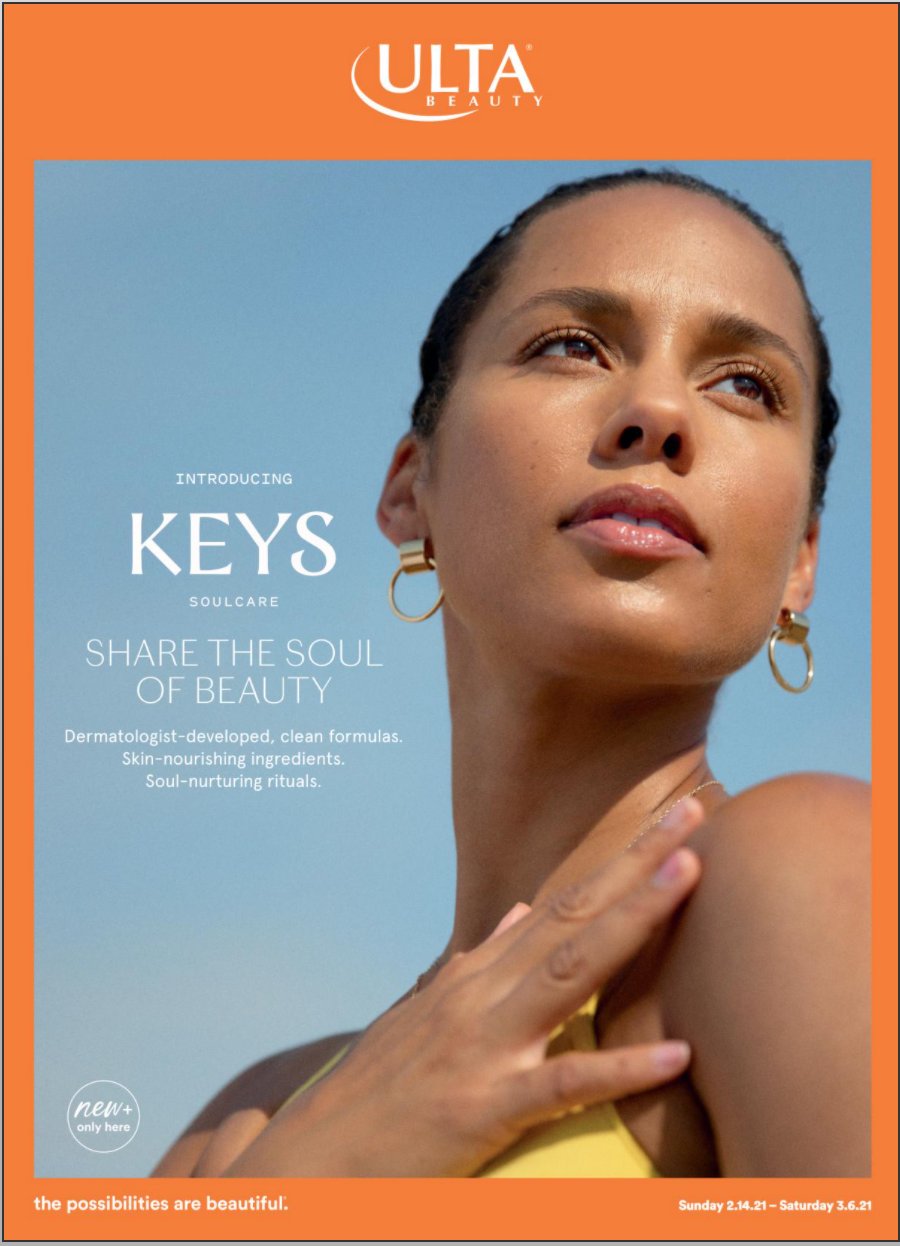 ULTA®
BEAUTY
INTRODUCING
KEYS
SOULCARE
SHARE THE SOUL
OF BEAUTY
Dermatologist-developed, clean formulas.
Skin-nourishing ingredients.
Soul-nurturing rituals.
new+
only here
the possibilities are beautiful.
Sunday 2.14.21 – Saturday 3.6.21